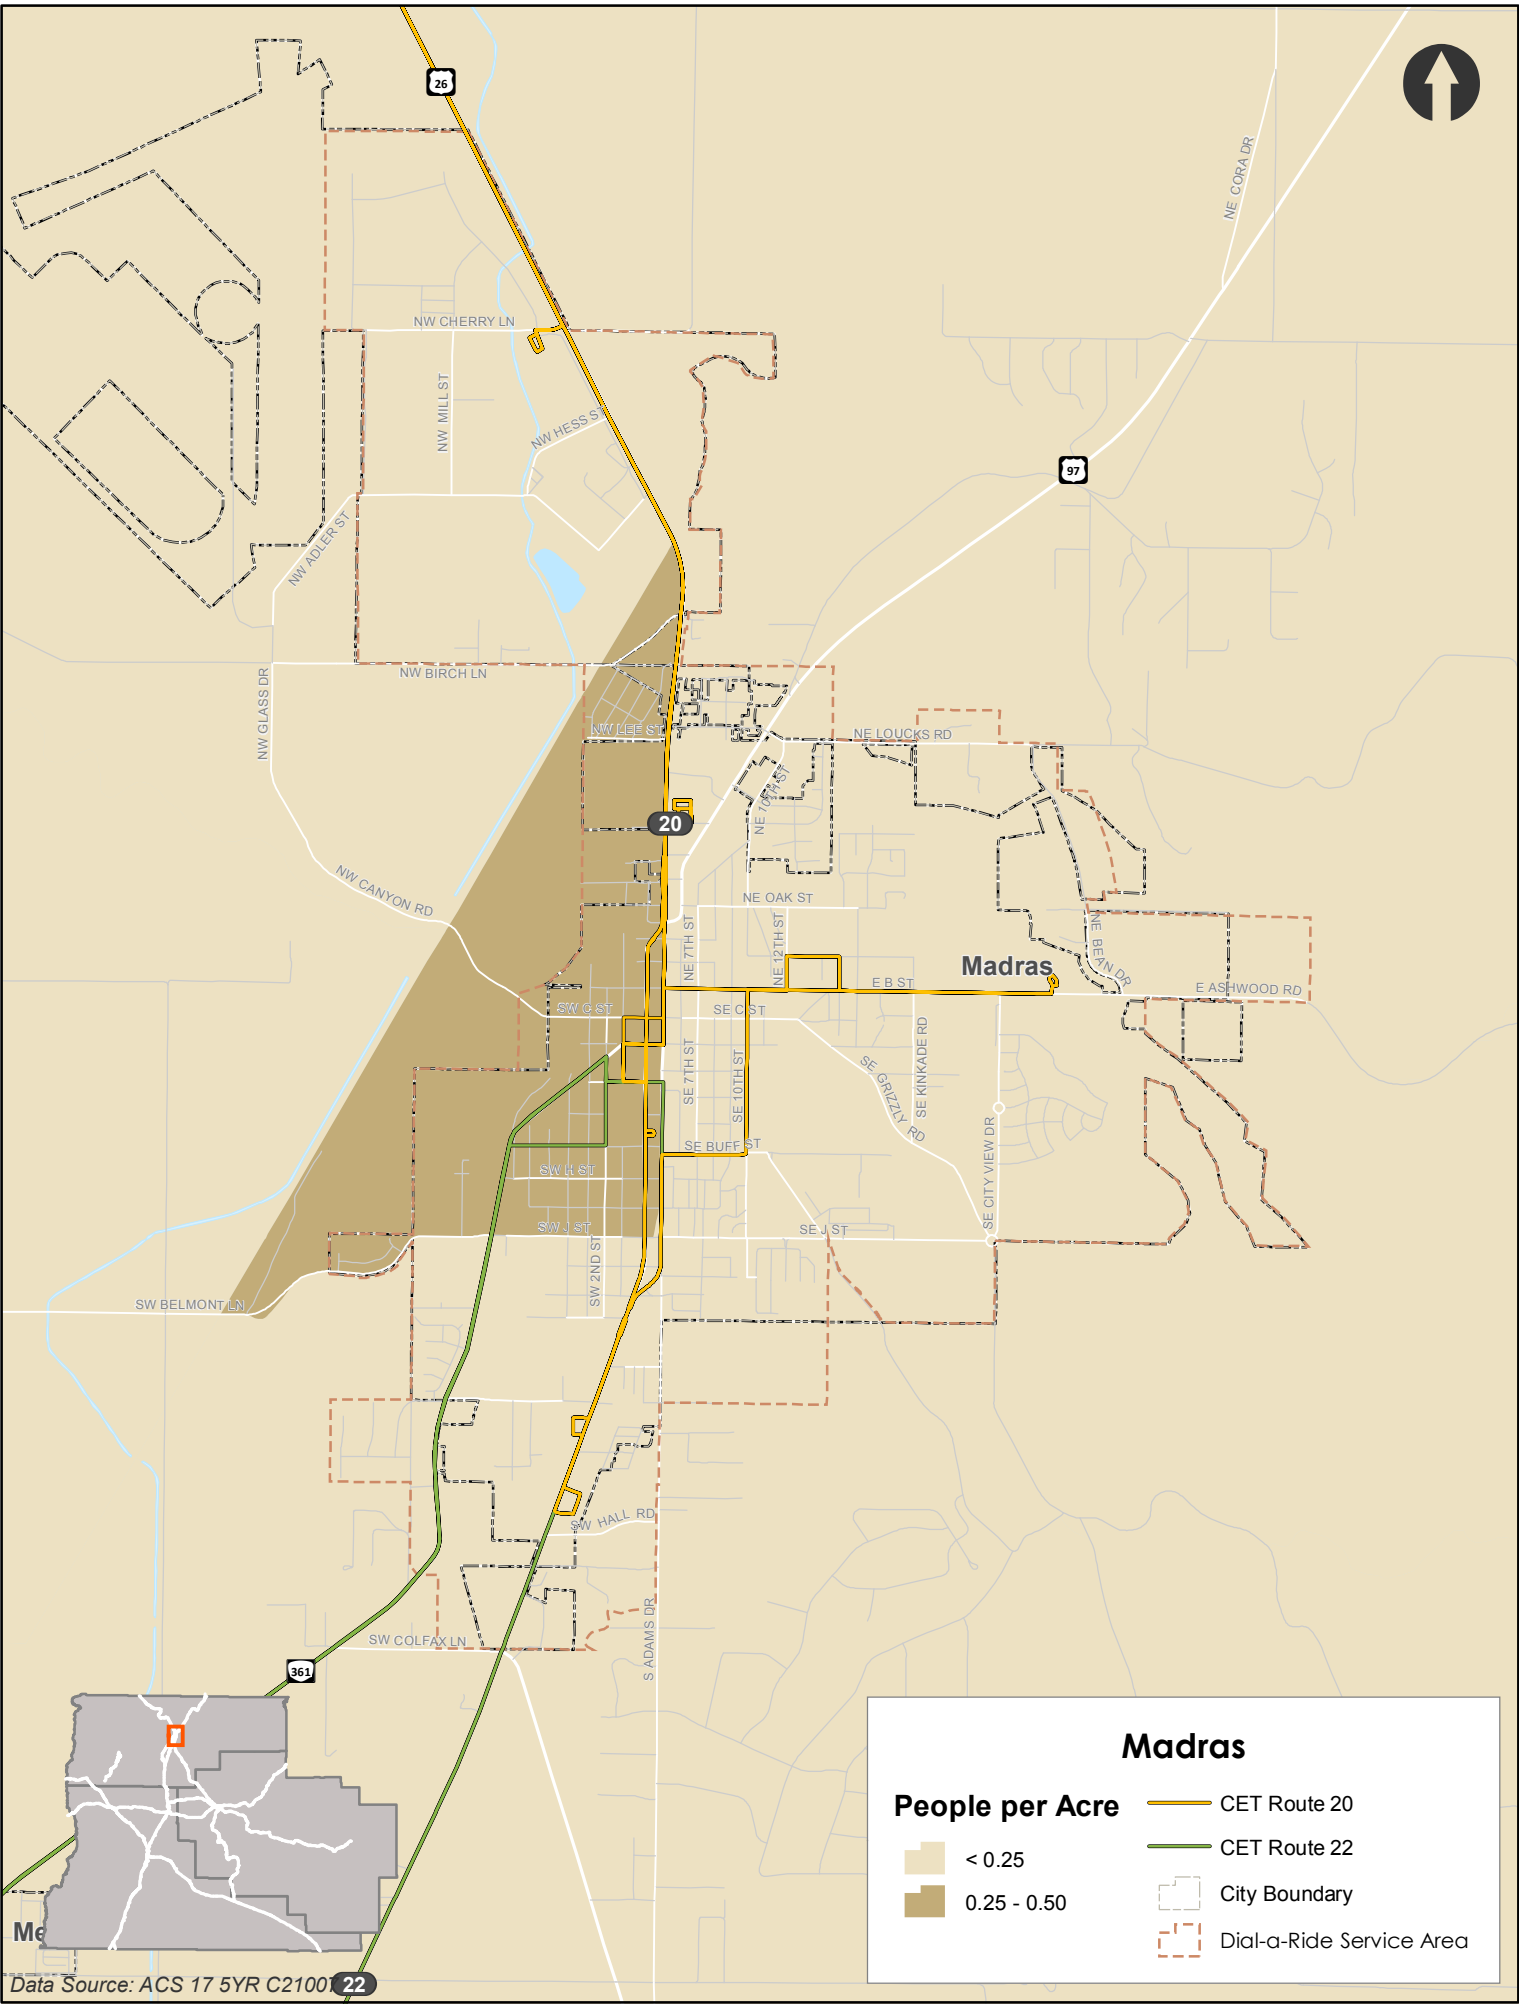 26
NE CORA DR
NW CHERRY LN
NW MILL ST
NW HESS ST
97
NW ADLER ST
NW BIRCH LN
NW GLASS DR
NW LEE ST
NE LOUCKS RD
NE 10TH ST
20
NW CANYON RD
NE OAK ST
NE 7TH ST
NE 12TH ST
NE BEAN DR
Madras
E B ST
E ASHWOOD RD
SW C ST
SE C ST
SE 7TH ST
SE 10TH ST
SE GRIZZLY RD
SE KINKADE RD
SE BUFF ST
SW H ST
SE CITY VIEW DR
SW J ST
SE J ST
SW 2ND ST
SW BELMONT LN
SW HALL RD
S ADAMS DR
SW COLFAX LN
361
Madras
People per Acre
< 0.25
0.25 - 0.50
CET Route 20
CET Route 22
City Boundary
Dial-a-Ride Service Area
Me
Data Source: ACS 17 5YR C21007
22